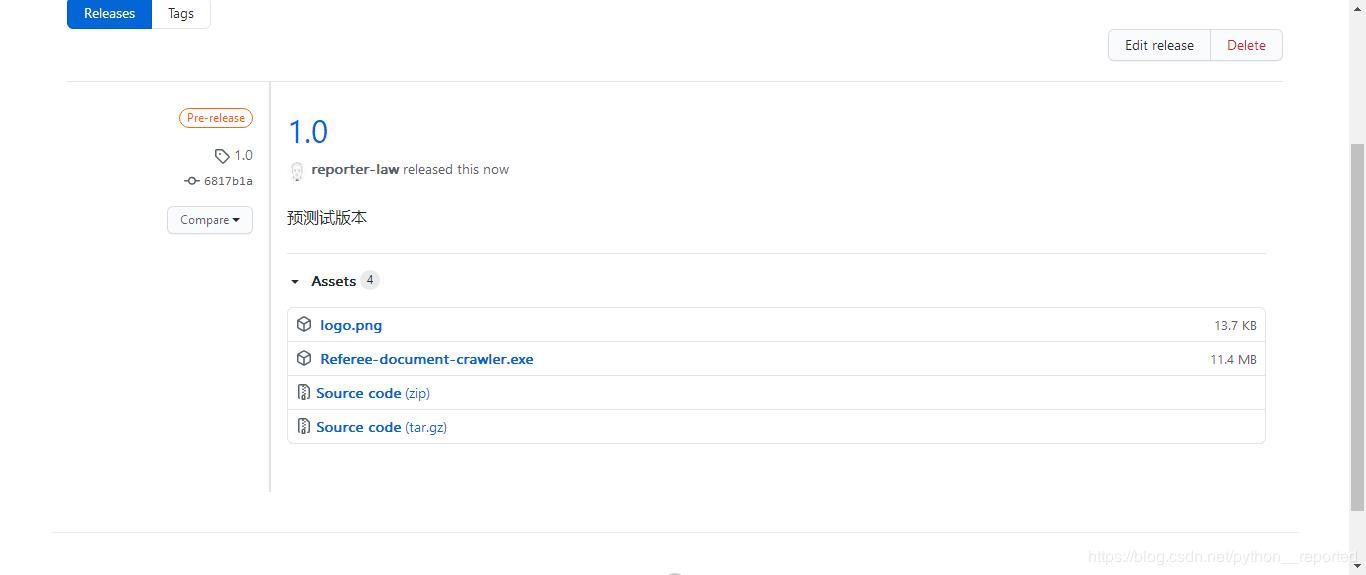 Releases Tags
Edit release Delete
Pre-release
1.0
6817b1a
Compare
1.0
reporter-law released this now
预测试版本
Assets 4
logo.png 13.7 KB
Referee-document-crawler.exe 11.4 MB
Source code (zip)
Source code (tar.gz)
https://blog.csdn.net/python__reported